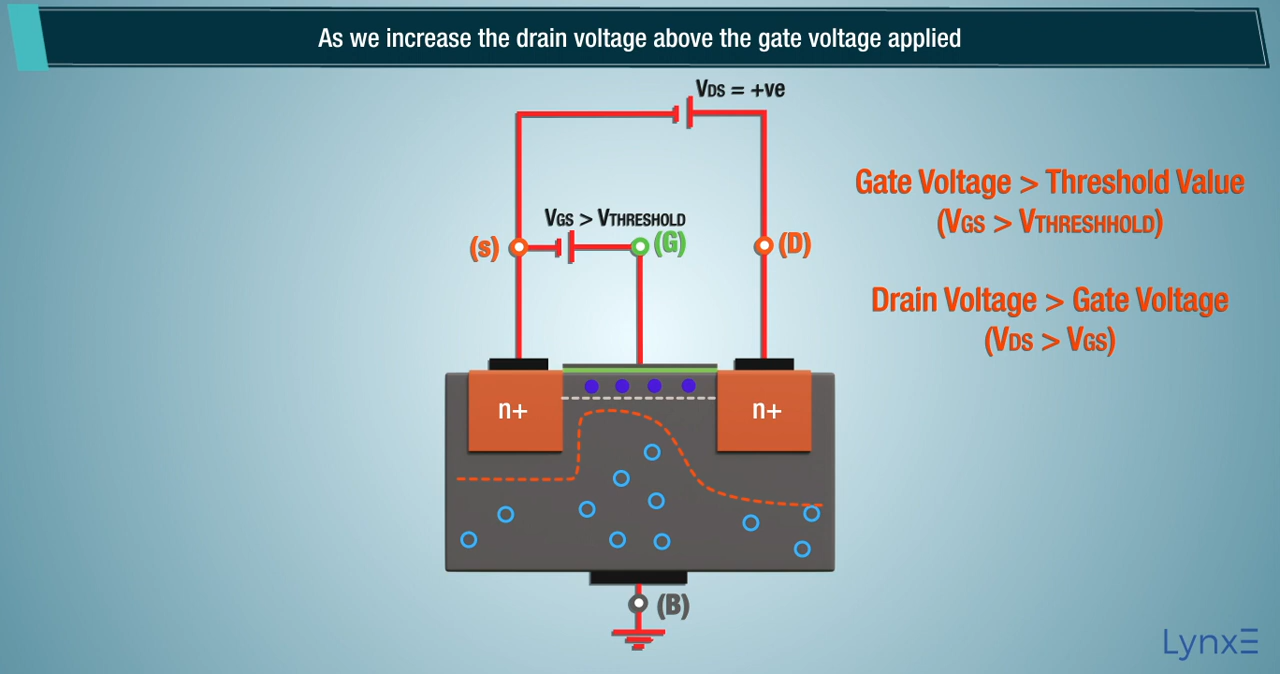 As we increase the drain voltage above the gate voltage applied
VDS = +ve
Gate Voltage > Threshold Value
(VGS > VTHRESHHOLD)
VGS > VTHRESHOLD
(s)
(G)
(D)
Drain Voltage > Gate Voltage
(VDS > VGS)
n+
n+
(B)
LynxE